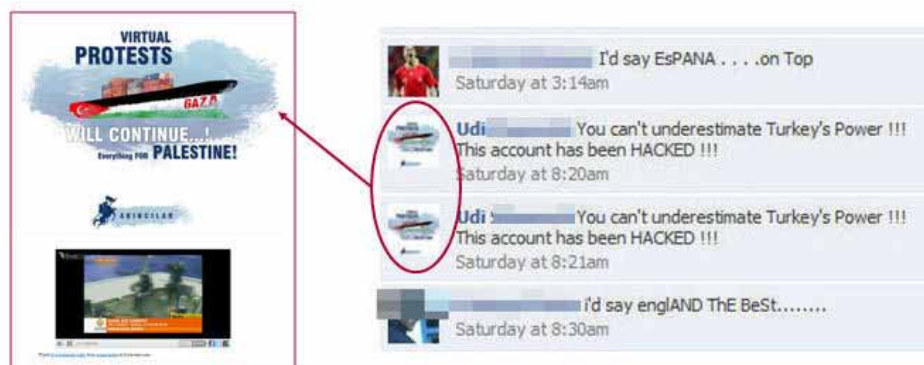 VIRTUAL
PROTESTS
GAZA
WILL CONTINUE...!
Everything FOR PALESTINE!
AKINCILAR
I'd say EsPANA . . . .on Top
Saturday at 3:14am
Udi You can't underestimate Turkey's Power !!!
This account has been HACKED !!!
Saturday at 8:20am
Udi You can't underestimate Turkey's Power !!!
This account has been HACKED !!!
Saturday at 8:21am
i'd say englAND ThE BeSt........
Saturday at 8:30am